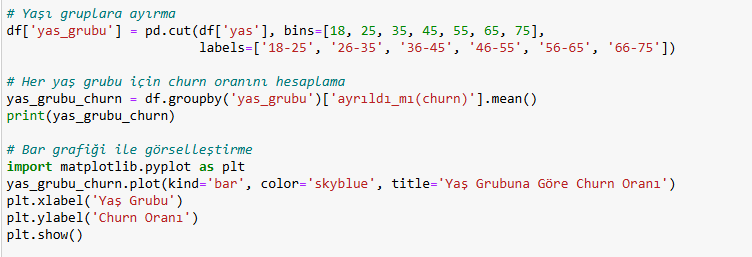 # Yaşı gruplara ayırma
df['yas_grubu'] = pd.cut(df['yas'], bins=[18, 25, 35, 45, 55, 65, 75],
                         labels=['18-25', '26-35', '36-45', '46-55', '56-65', '66-75'])

# Her yaş grubu için churn oranını hesaplama
yas_grubu_churn = df.groupby('yas_grubu')['ayrıldı_mı(churn)'].mean()
print(yas_grubu_churn)

# Bar grafiği ile görselleştirme
import matplotlib.pyplot as plt
yas_grubu_churn.plot(kind='bar', color='skyblue', title='Yaş Grubuna Göre Churn Oranı')
plt.xlabel('Yaş Grubu')
plt.ylabel('Churn Oranı')
plt.show()